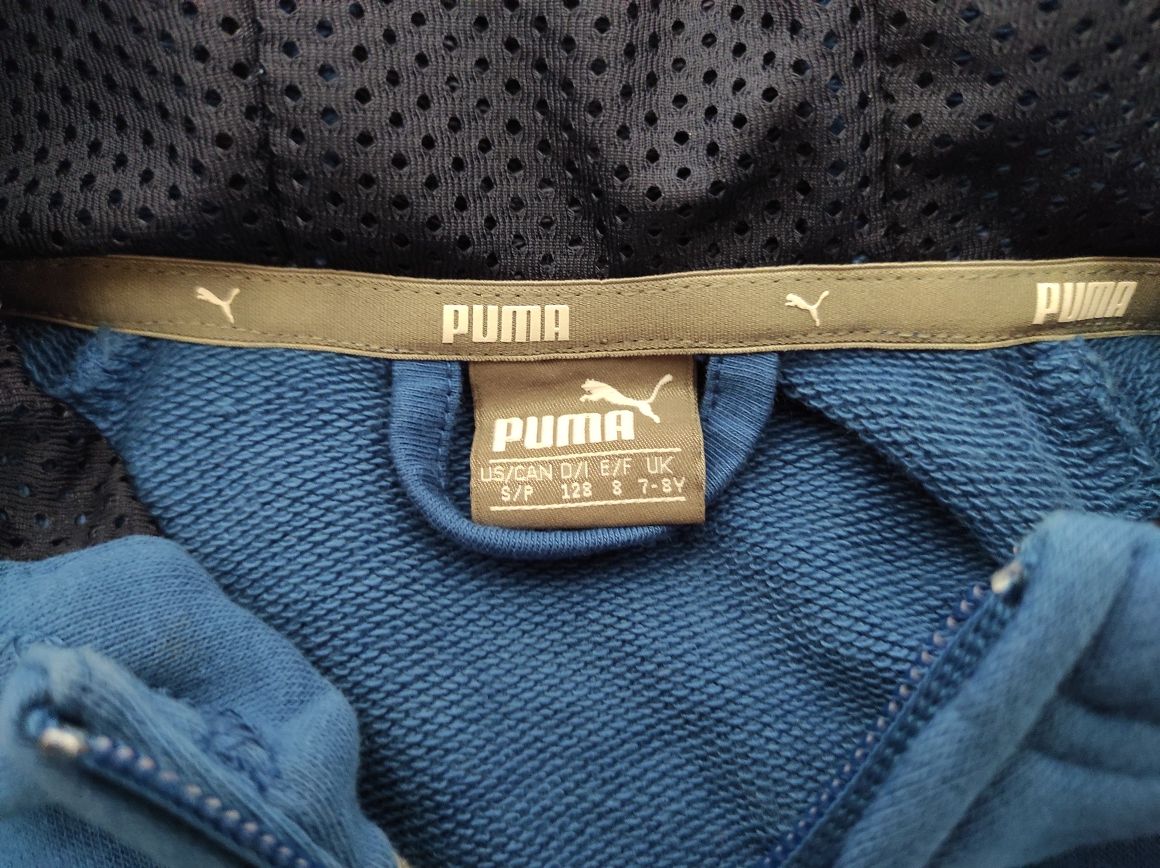 PUMA PUMA
PUMA
US/CAN D/I E/F UK
S/P 128 8 7-8Y